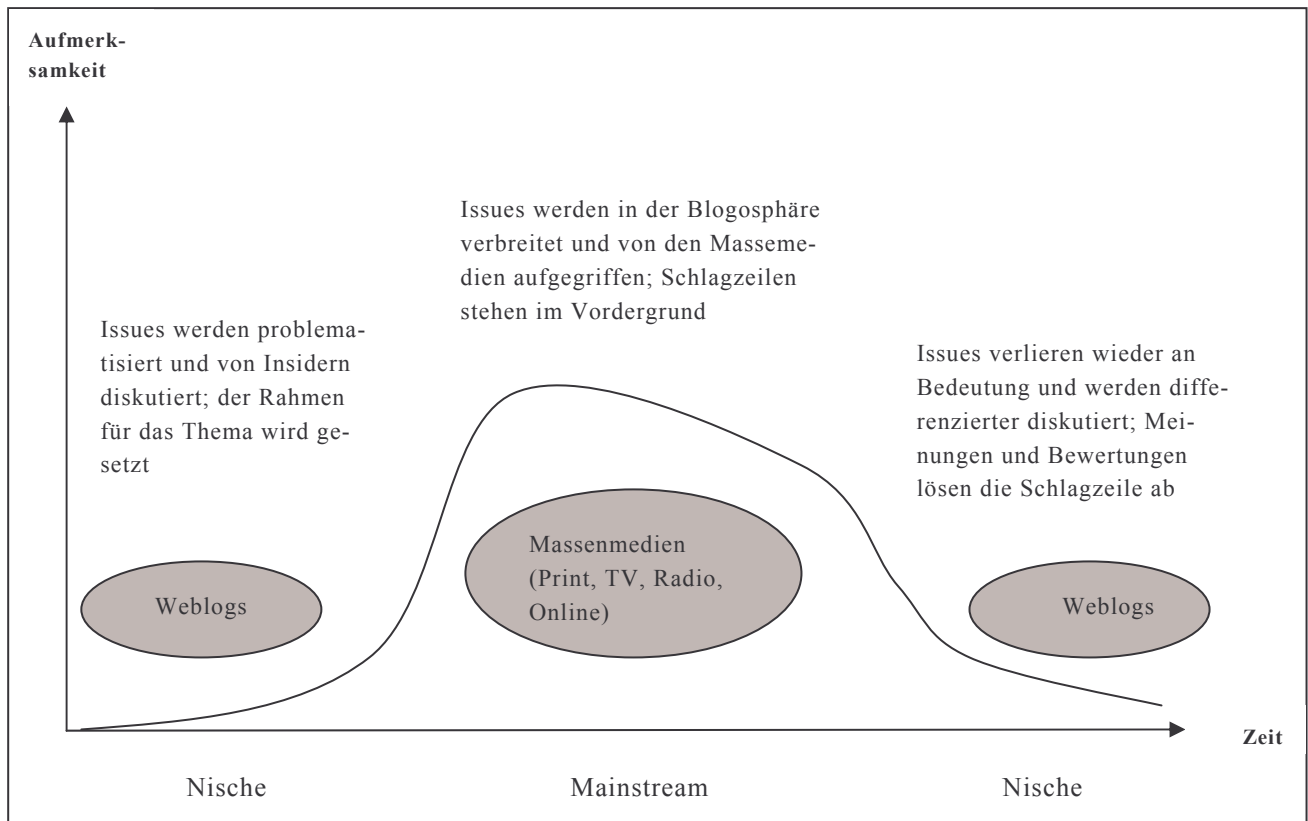 Aufmerk-
samkeit
Issues werden in der Blogosphäre
verbreitet und von den Masseme-
dien aufgegriffen; Schlagzeilen
stehen im Vordergrund
Issues werden problema-
tisiert und von Insidern
diskutiert; der Rahmen
für das Thema wird ge-
setzt
Issues verlieren wieder an
Bedeutung und werden diffe-
renzierter diskutiert; Mei-
nungen und Bewertungen
lösen die Schlagzeile ab
Weblogs
Massenmedien
(Print, TV, Radio,
Online)
Weblogs
Zeit
Nische
Mainstream
Nische